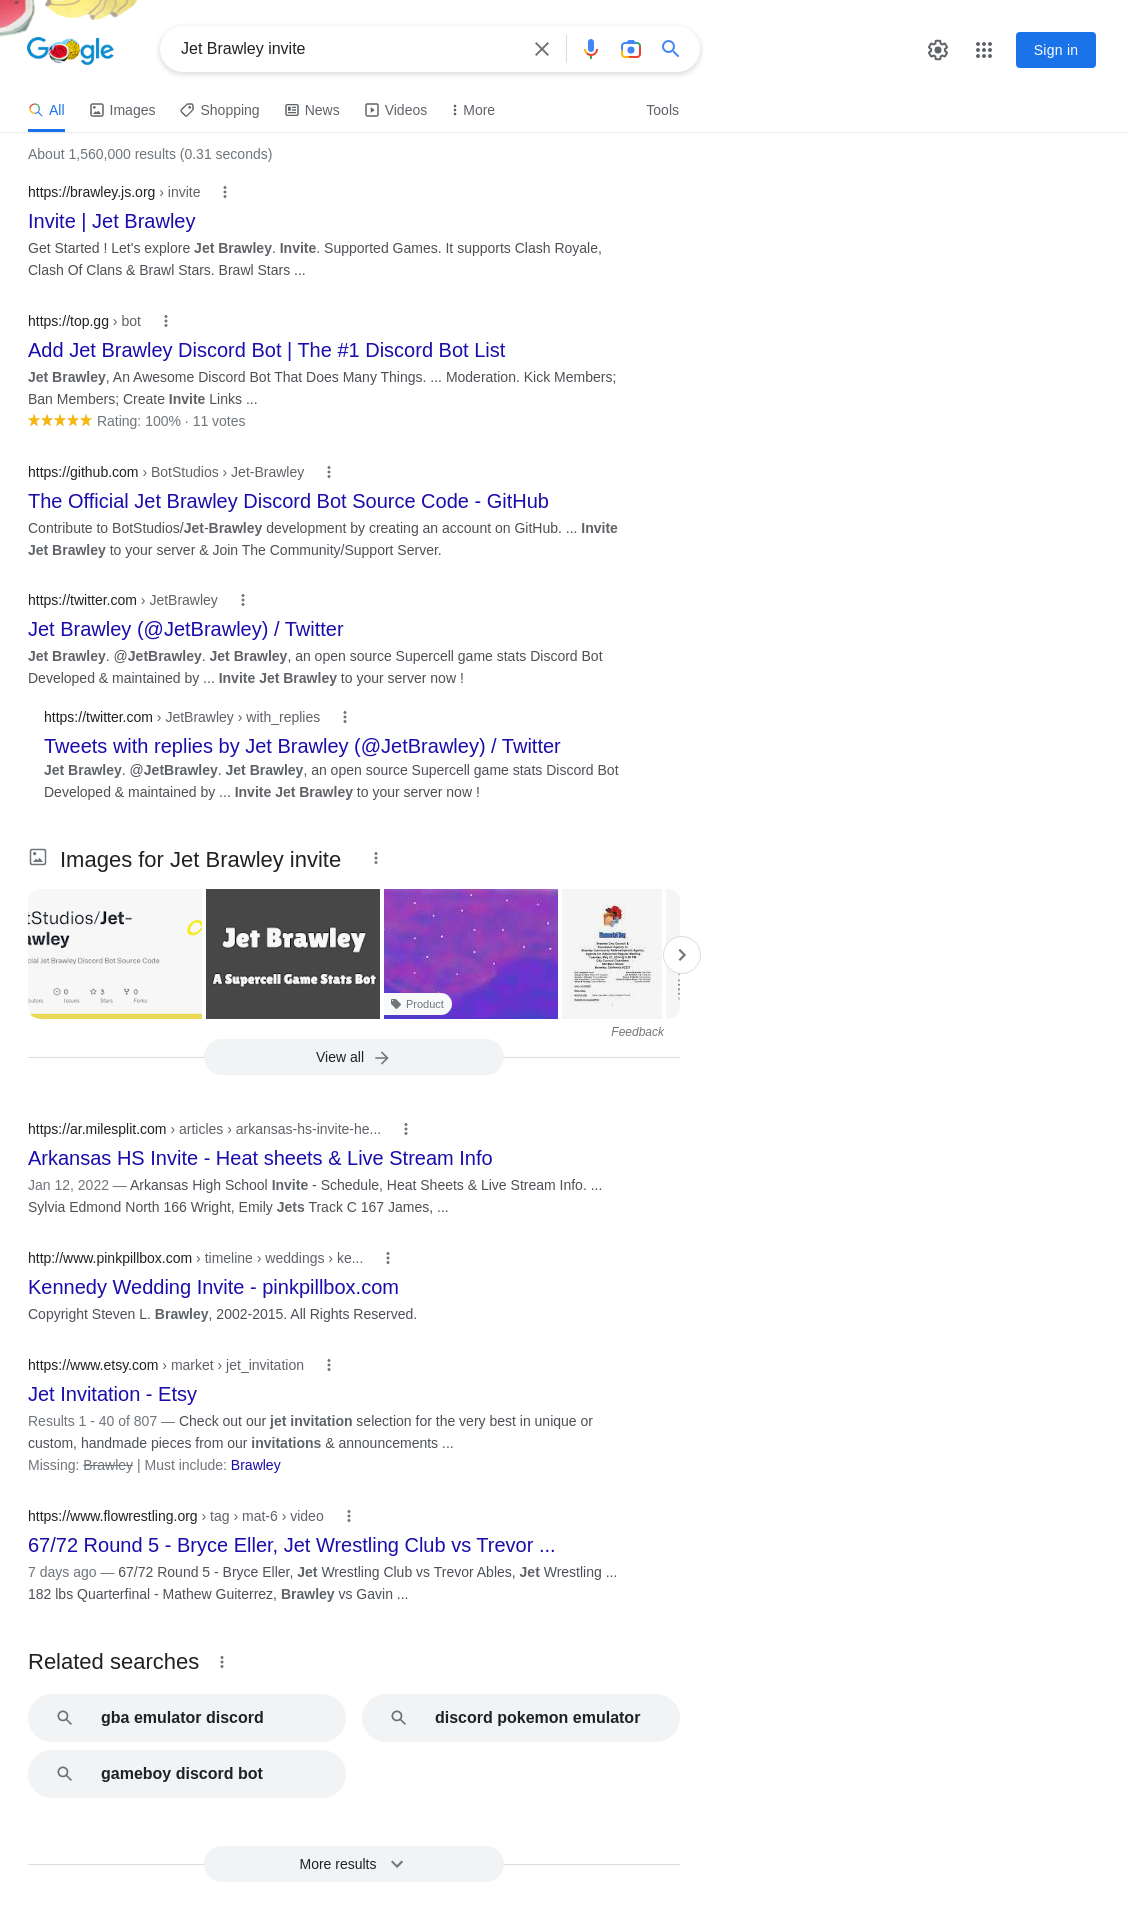 Google
Jet Brawley invite
Sign in
All
Images
Shopping
News
Videos
More
Tools
About 1,560,000 results (0.31 seconds)
https://brawley.js.org › invite
Invite | Jet Brawley
Get Started ! Let's explore Jet Brawley. Invite. Supported Games. It supports Clash Royale,
Clash Of Clans & Brawl Stars. Brawl Stars ...
https://top.gg › bot
Add Jet Brawley Discord Bot | The #1 Discord Bot List
Jet Brawley, An Awesome Discord Bot That Does Many Things. ... Moderation. Kick Members;
Ban Members; Create Invite Links ...
Rating: 100% · 11 votes
https://github.com › BotStudios › Jet-Brawley
The Official Jet Brawley Discord Bot Source Code - GitHub
Contribute to BotStudios/Jet-Brawley development by creating an account on GitHub. ... Invite
Jet Brawley to your server & Join The Community/Support Server.
https://twitter.com › JetBrawley
Jet Brawley (@JetBrawley) / Twitter
Jet Brawley. @JetBrawley. Jet Brawley, an open source Supercell game stats Discord Bot
Developed & maintained by ... Invite Jet Brawley to your server now !
https://twitter.com › JetBrawley › with_replies
Tweets with replies by Jet Brawley (@JetBrawley) / Twitter
Jet Brawley. @JetBrawley. Jet Brawley, an open source Supercell game stats Discord Bot
Developed & maintained by ... Invite Jet Brawley to your server now !
Images for Jet Brawley invite
tStudios/Jet-
awley
cial Jet Brawley Discord Bot Source Code
0
3
0
butors
Issues
Stars
Forks
Jet Brawley
A Supercell Game Stats Bot
Product
Memorial Day
Feedback
View all
https://ar.milesplit.com › articles › arkansas-hs-invite-he...
Arkansas HS Invite - Heat sheets & Live Stream Info
Jan 12, 2022 — Arkansas High School Invite - Schedule, Heat Sheets & Live Stream Info. ...
Sylvia Edmond North 166 Wright, Emily Jets Track C 167 James, ...
http://www.pinkpillbox.com › timeline › weddings › ke...
Kennedy Wedding Invite - pinkpillbox.com
Copyright Steven L. Brawley, 2002-2015. All Rights Reserved.
https://www.etsy.com › market › jet_invitation
Jet Invitation - Etsy
Results 1 - 40 of 807 — Check out our jet invitation selection for the very best in unique or
custom, handmade pieces from our invitations & announcements ...
Missing: Brawley | Must include: Brawley
https://www.flowrestling.org › tag › mat-6 › video
67/72 Round 5 - Bryce Eller, Jet Wrestling Club vs Trevor ...
7 days ago — 67/72 Round 5 - Bryce Eller, Jet Wrestling Club vs Trevor Ables, Jet Wrestling ...
182 lbs Quarterfinal - Mathew Guiterrez, Brawley vs Gavin ...
Related searches
gba emulator discord
discord pokemon emulator
gameboy discord bot
More results